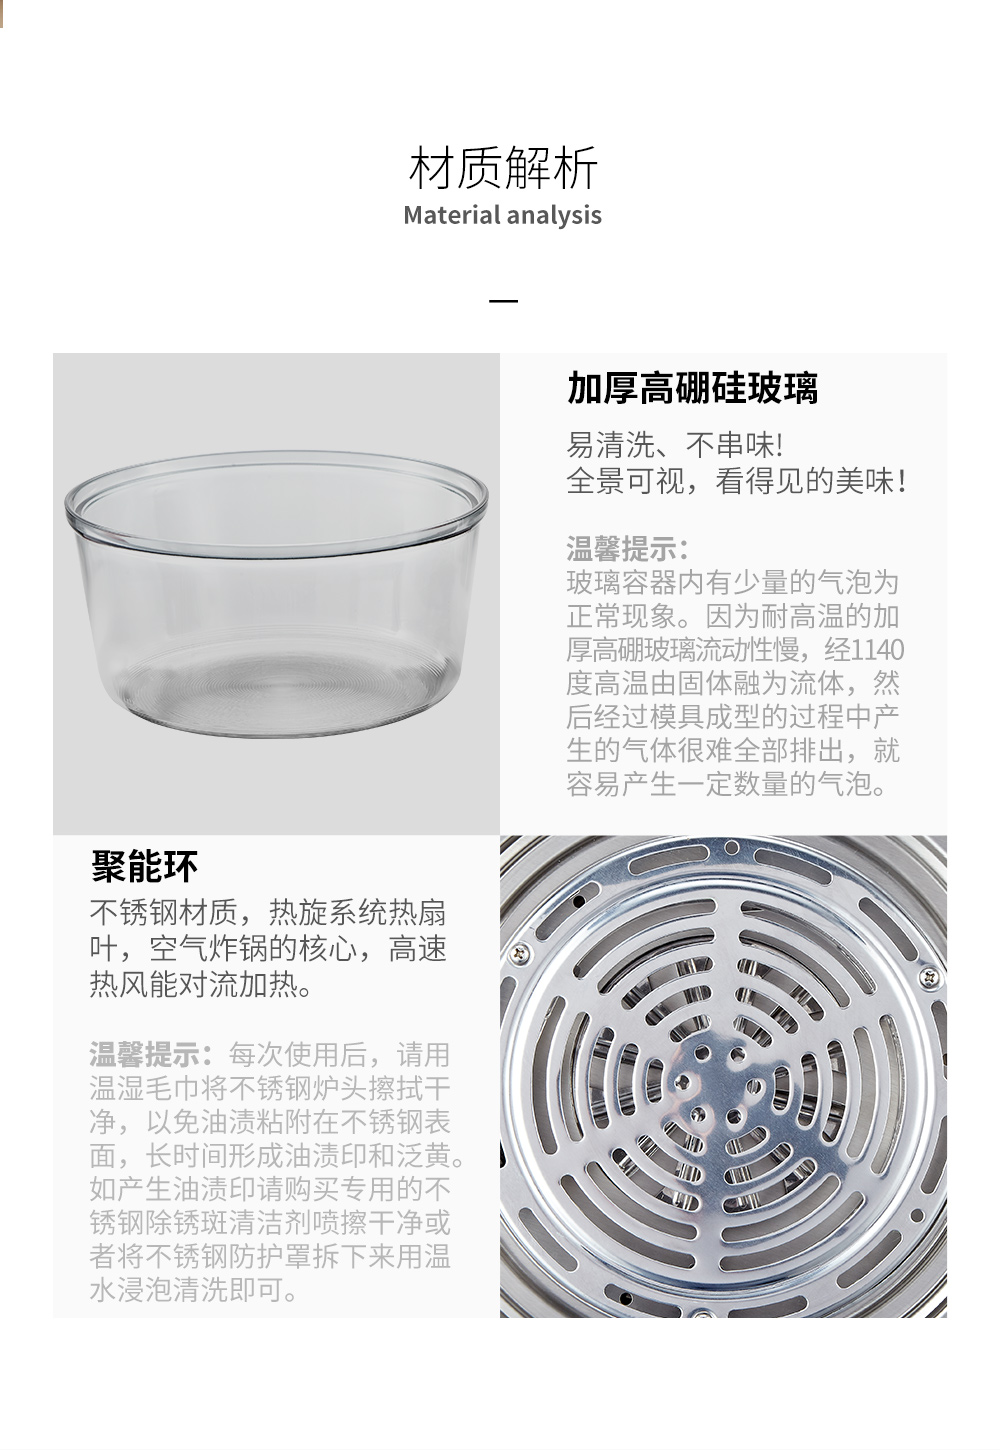 材质解析
Material analysis
加厚高硼硅玻璃
易清洗、不串味!
全景可视，看得见的美味！
温馨提示：
玻璃容器内有少量的气泡为
正常现象。因为耐高温的加
厚高硼玻璃流动性慢，经1140
度高温由固体融为流体，然
后经过模具成型的过程中产
生的气体很难全部排出，就
容易产生一定数量的气泡。
聚能环
不锈钢材质，热旋系统热扇
叶，空气炸锅的核心，高速
热风能对流加热。
温馨提示：每次使用后，请用
温湿毛巾将不锈钢炉头擦拭干
净，以免油渍粘附在不锈钢表
面，长时间形成油渍印和泛黄。
如产生油渍印请购买专用的不
锈钢除锈斑清洁剂喷擦干净或
者将不锈钢防护罩拆下来用温
水浸泡清洗即可。